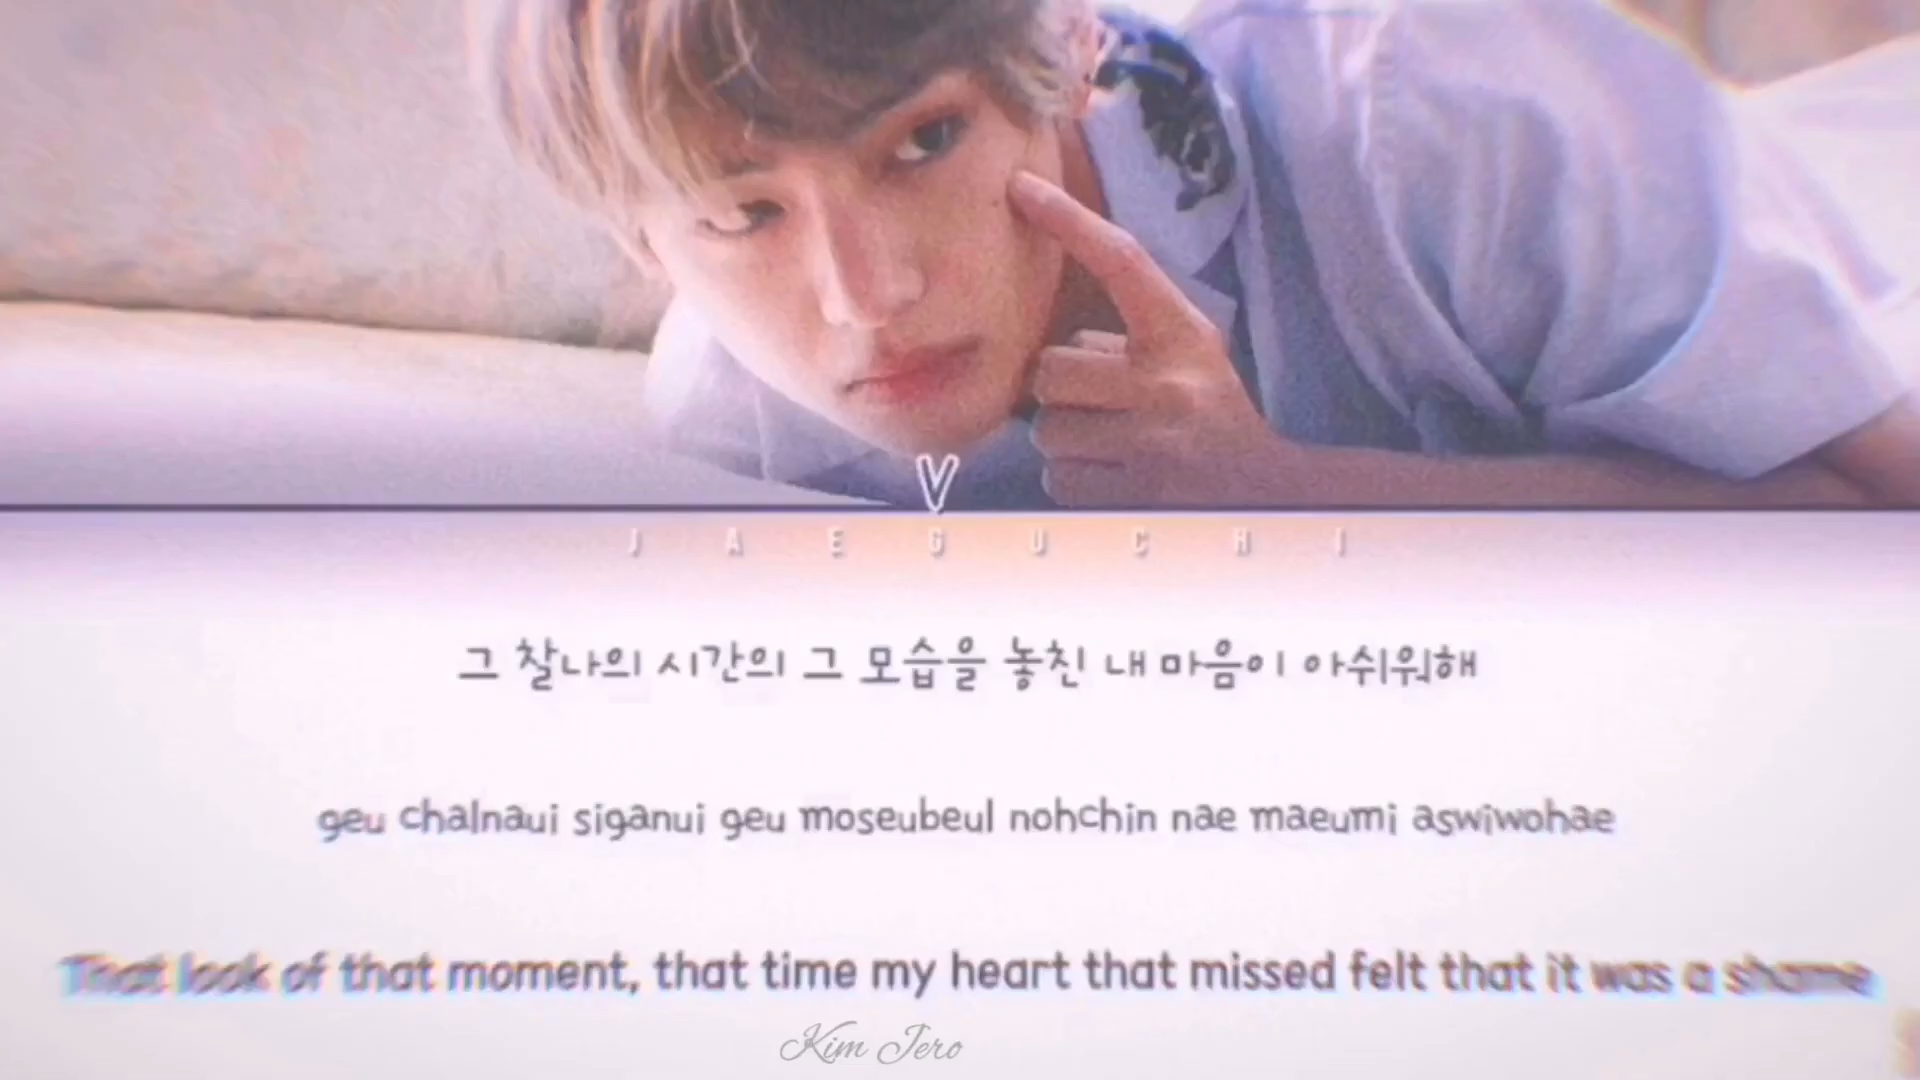 V
JAEGUCHI
그 찰나의 시간의 그 모습을 놓친 내 마음이 아쉬워해
geu chalnaui siganui geu moseubeul nohchin nae maeumi aswiwohae
That look of that moment, that time my heart that missed felt that it was a shame
Kim Jero